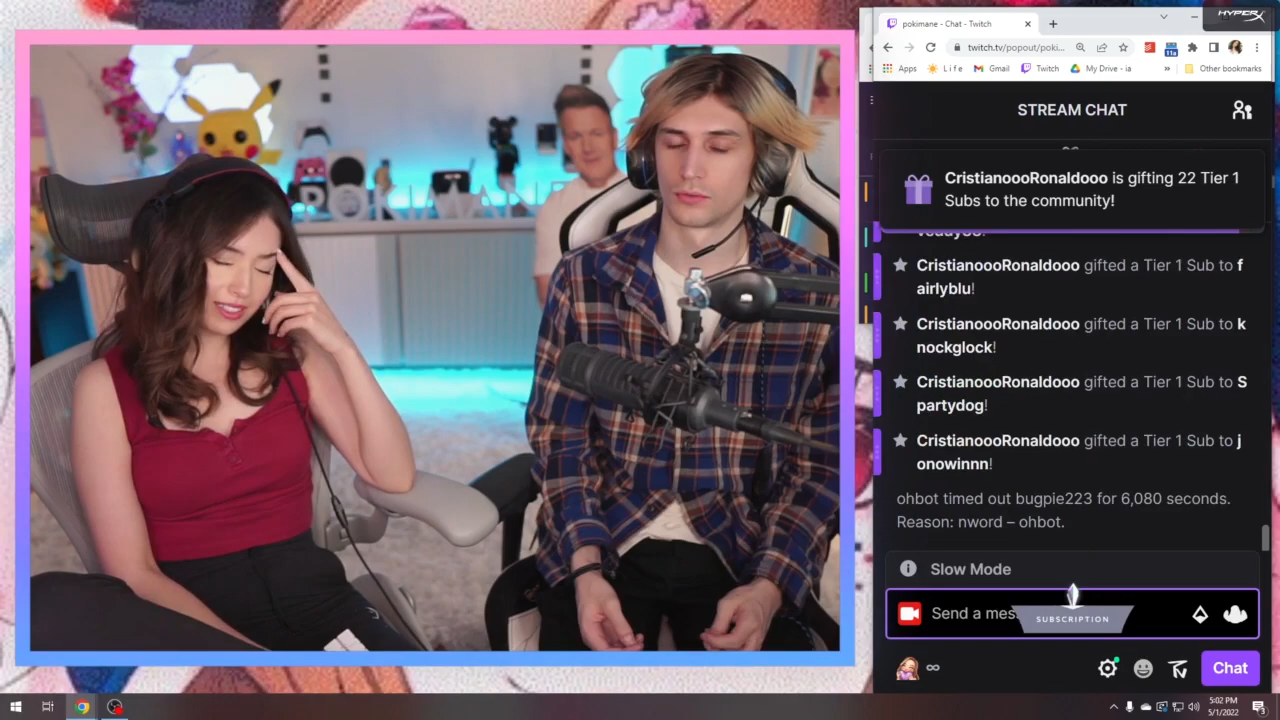 HYPERX
pokimane - Chat - Twitch
twitch.tv/popout/poki...
11a
Apps
L i f e
Gmail
Twitch
My Drive - ia
»
Other bookmarks
STREAM CHAT
CristianoooRonaldooo is gifting 22 Tier 1
Subs to the community!
CristianoooRonaldooo gifted a Tier 1 Sub to f
airlyblu!
CristianoooRonaldooo gifted a Tier 1 Sub to k
nockglock!
CristianoooRonaldooo gifted a Tier 1 Sub to S
partydog!
CristianoooRonaldooo gifted a Tier 1 Sub to j
onowinnn!
ohbot timed out bugpie223 for 6,080 seconds.
Reason: nword – ohbot.
Slow Mode
Send a mes
SUBSCRIPTION
∞
Chat
5:02 PM
5/1/2022
3